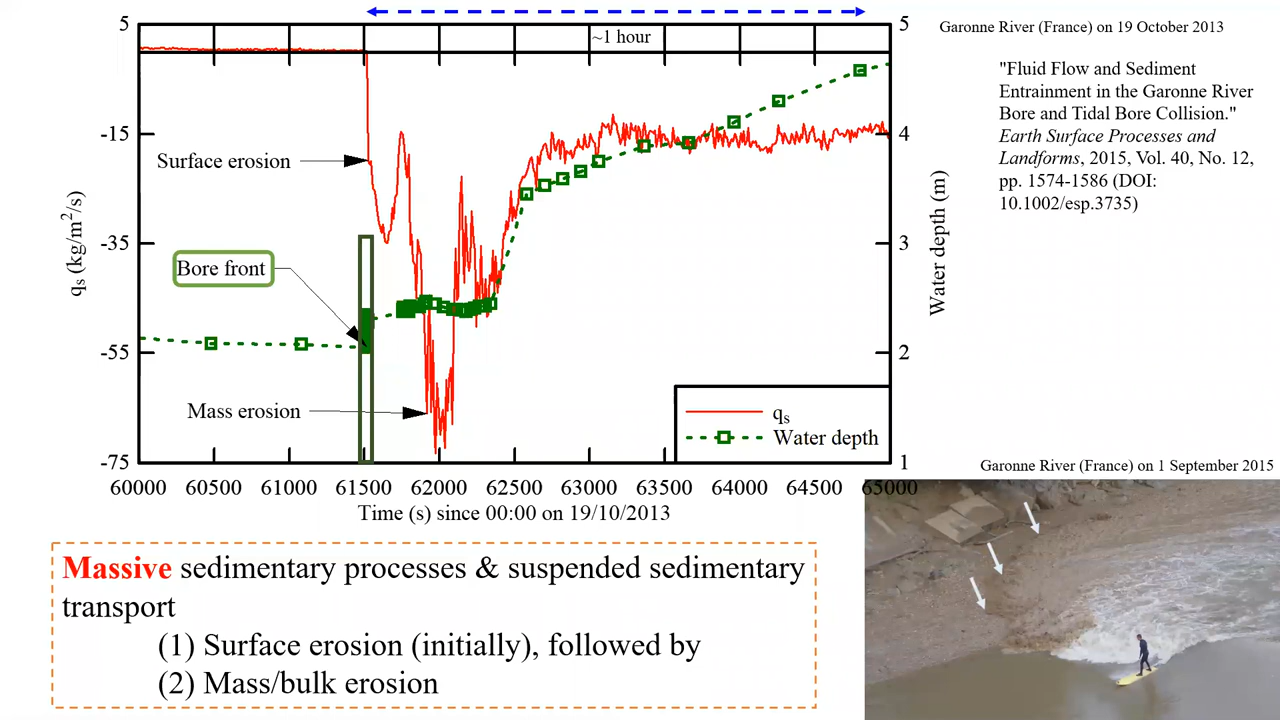 5
-15
-35
-55
-75
qs (kg/m²/s)
~1 hour
Surface erosion
Bore front
Mass erosion
qs
Water depth
5
4
3
2
1
Water depth (m)
60000 60500 61000 61500 62000 62500 63000 63500 64000 64500 65000
Time (s) since 00:00 on 19/10/2013
Garonne River (France) on 19 October 2013
"Fluid Flow and Sediment
Entrainment in the Garonne River
Bore and Tidal Bore Collision."
Earth Surface Processes and
Landforms, 2015, Vol. 40, No. 12,
pp. 1574-1586 (DOI:
10.1002/esp.3735)
Garonne River (France) on 1 September 2015
Massive sedimentary processes & suspended sedimentary
transport
(1) Surface erosion (initially), followed by
(2) Mass/bulk erosion